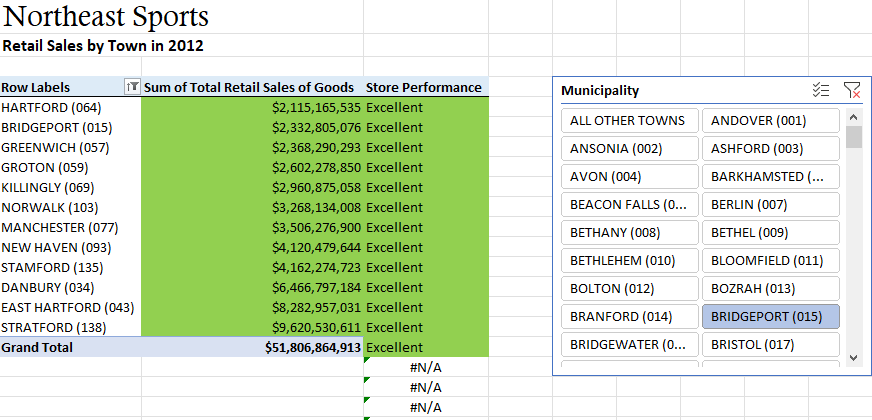 Northeast Sports
Retail Sales by Town in 2012
Row Labels Sum of Total Retail Sales of Goods Store Performance
HARTFORD (064) $2,115,165,535 Excellent
BRIDGEPORT (015) $2,332,805,076 Excellent
GREENWICH (057) $2,368,290,293 Excellent
GROTON (059) $2,602,278,850 Excellent
KILLINGLY (069) $2,960,875,058 Excellent
NORWALK (103) $3,268,134,008 Excellent
MANCHESTER (077) $3,506,276,900 Excellent
NEW HAVEN (093) $4,120,479,644 Excellent
STAMFORD (135) $4,162,274,723 Excellent
DANBURY (034) $6,466,797,184 Excellent
EAST HARTFORD (043) $8,282,957,031 Excellent
STRATFORD (138) $9,620,530,611 Excellent
Grand Total $51,806,864,913 Excellent
#N/A
#N/A
#N/A
Municipality
ALL OTHER TOWNS ANDOVER (001)
ANSONIA (002) ASHFORD (003)
AVON (004) BARKHAMSTED (...
BEACON FALLS (0... BERLIN (007)
BETHANY (008) BETHEL (009)
BETHLEHEM (010) BLOOMFIELD (011)
BOLTON (012) BOZRAH (013)
BRANFORD (014) BRIDGEPORT (015)
BRIDGEWATER (0... BRISTOL (017)